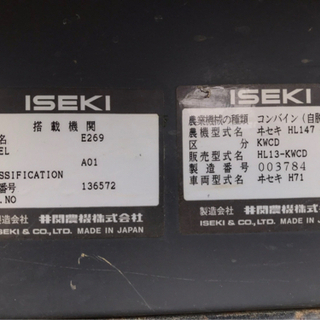 ISEKI
搭載機関
名 E269
EL
A01
SSIFICATION
番号 136572
L.NO
製造会社 井関農機株式会社
ISEKI & CO., LTD. MADE IN JAPAN
ISEKI
農業機械の種類 コンバイン(自脱
農機型式名 ヰセキ HL147
区分 KWCD
販売型式名 HL13-KWCD
製造番号 003784
車両型式名 ヰセキ H71
製造会社 井関農機株式会社
ISEKI & CO., LTD. MADE IN JAPAN